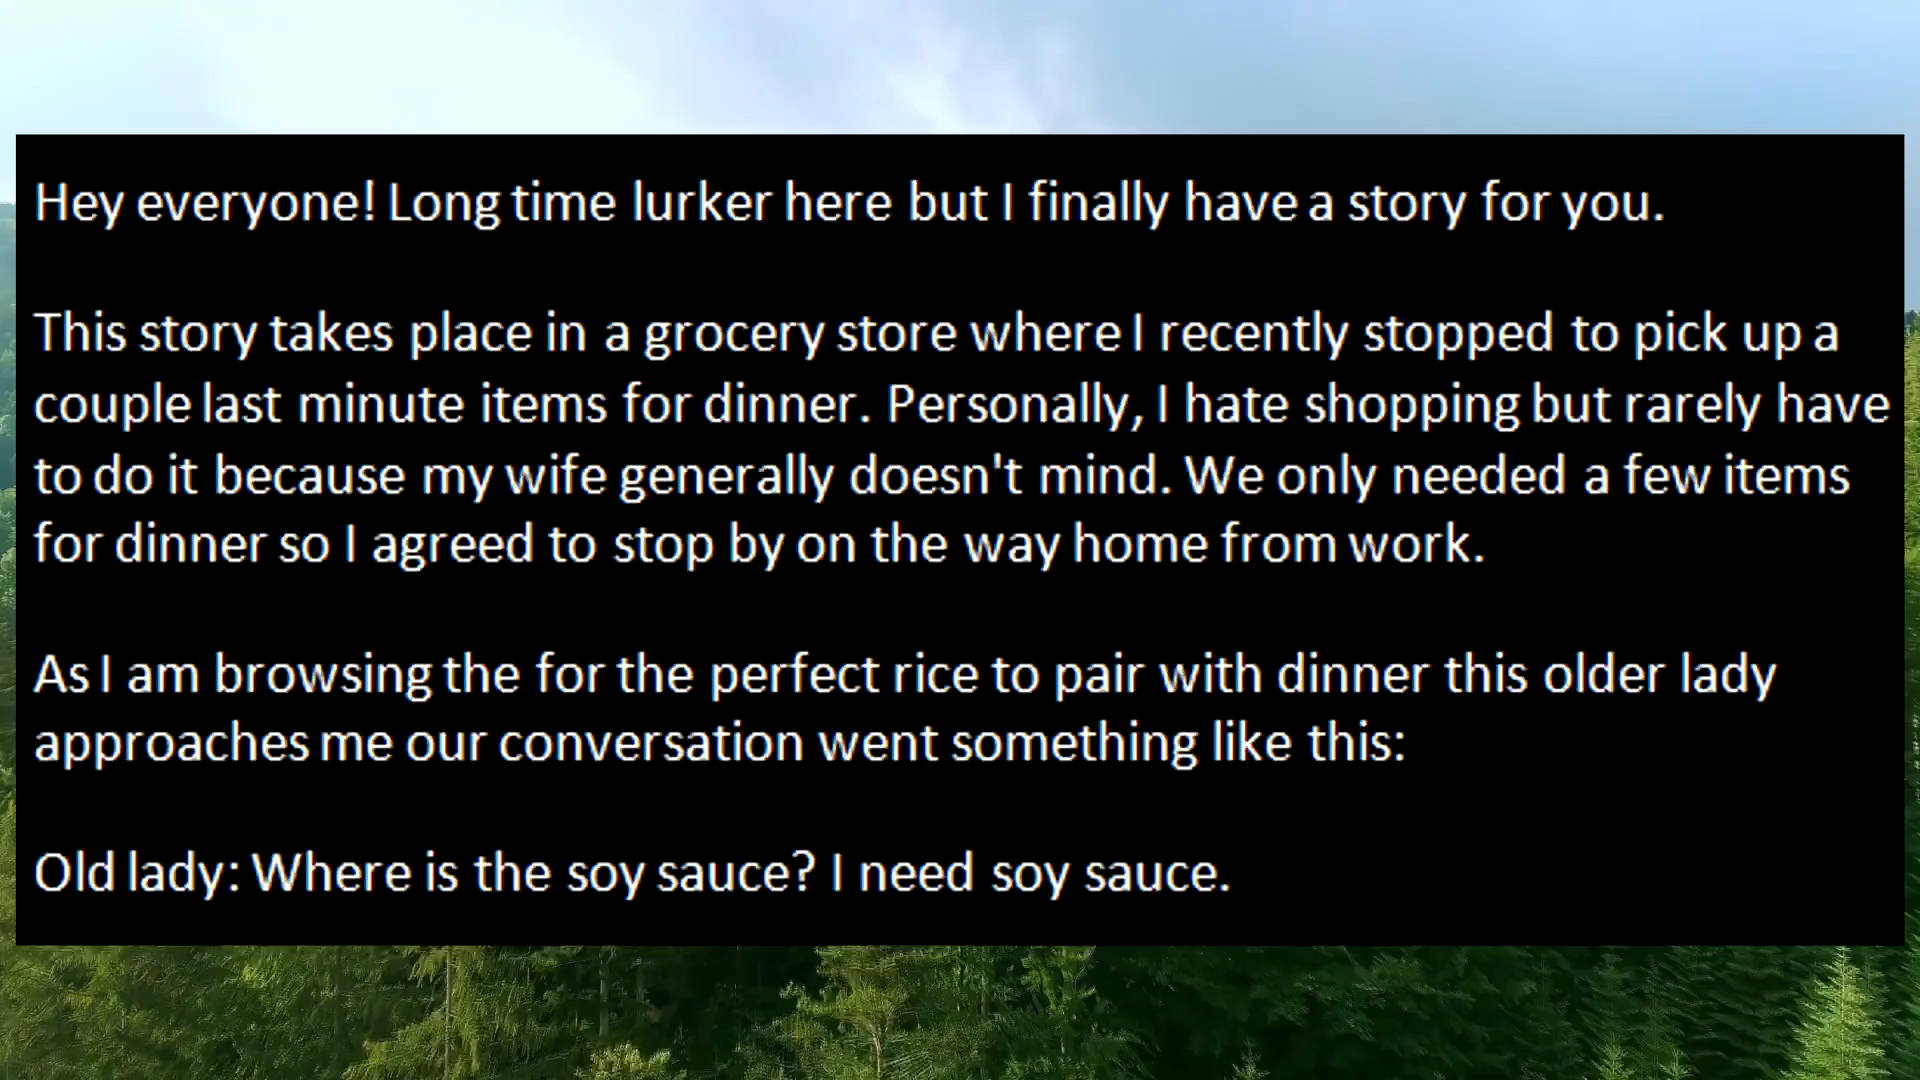 Hey everyone! Long time lurker here but I finally have a story for you.
This story takes place in a grocery store where I recently stopped to pick up a
couple last minute items for dinner. Personally, I hate shopping but rarely have
to do it because my wife generally doesn't mind. We only needed a few items
for dinner so I agreed to stop by on the way home from work.
As I am browsing the for the perfect rice to pair with dinner this older lady
approaches me our conversation went something like this:
Old lady: Where is the soy sauce? I need soy sauce.